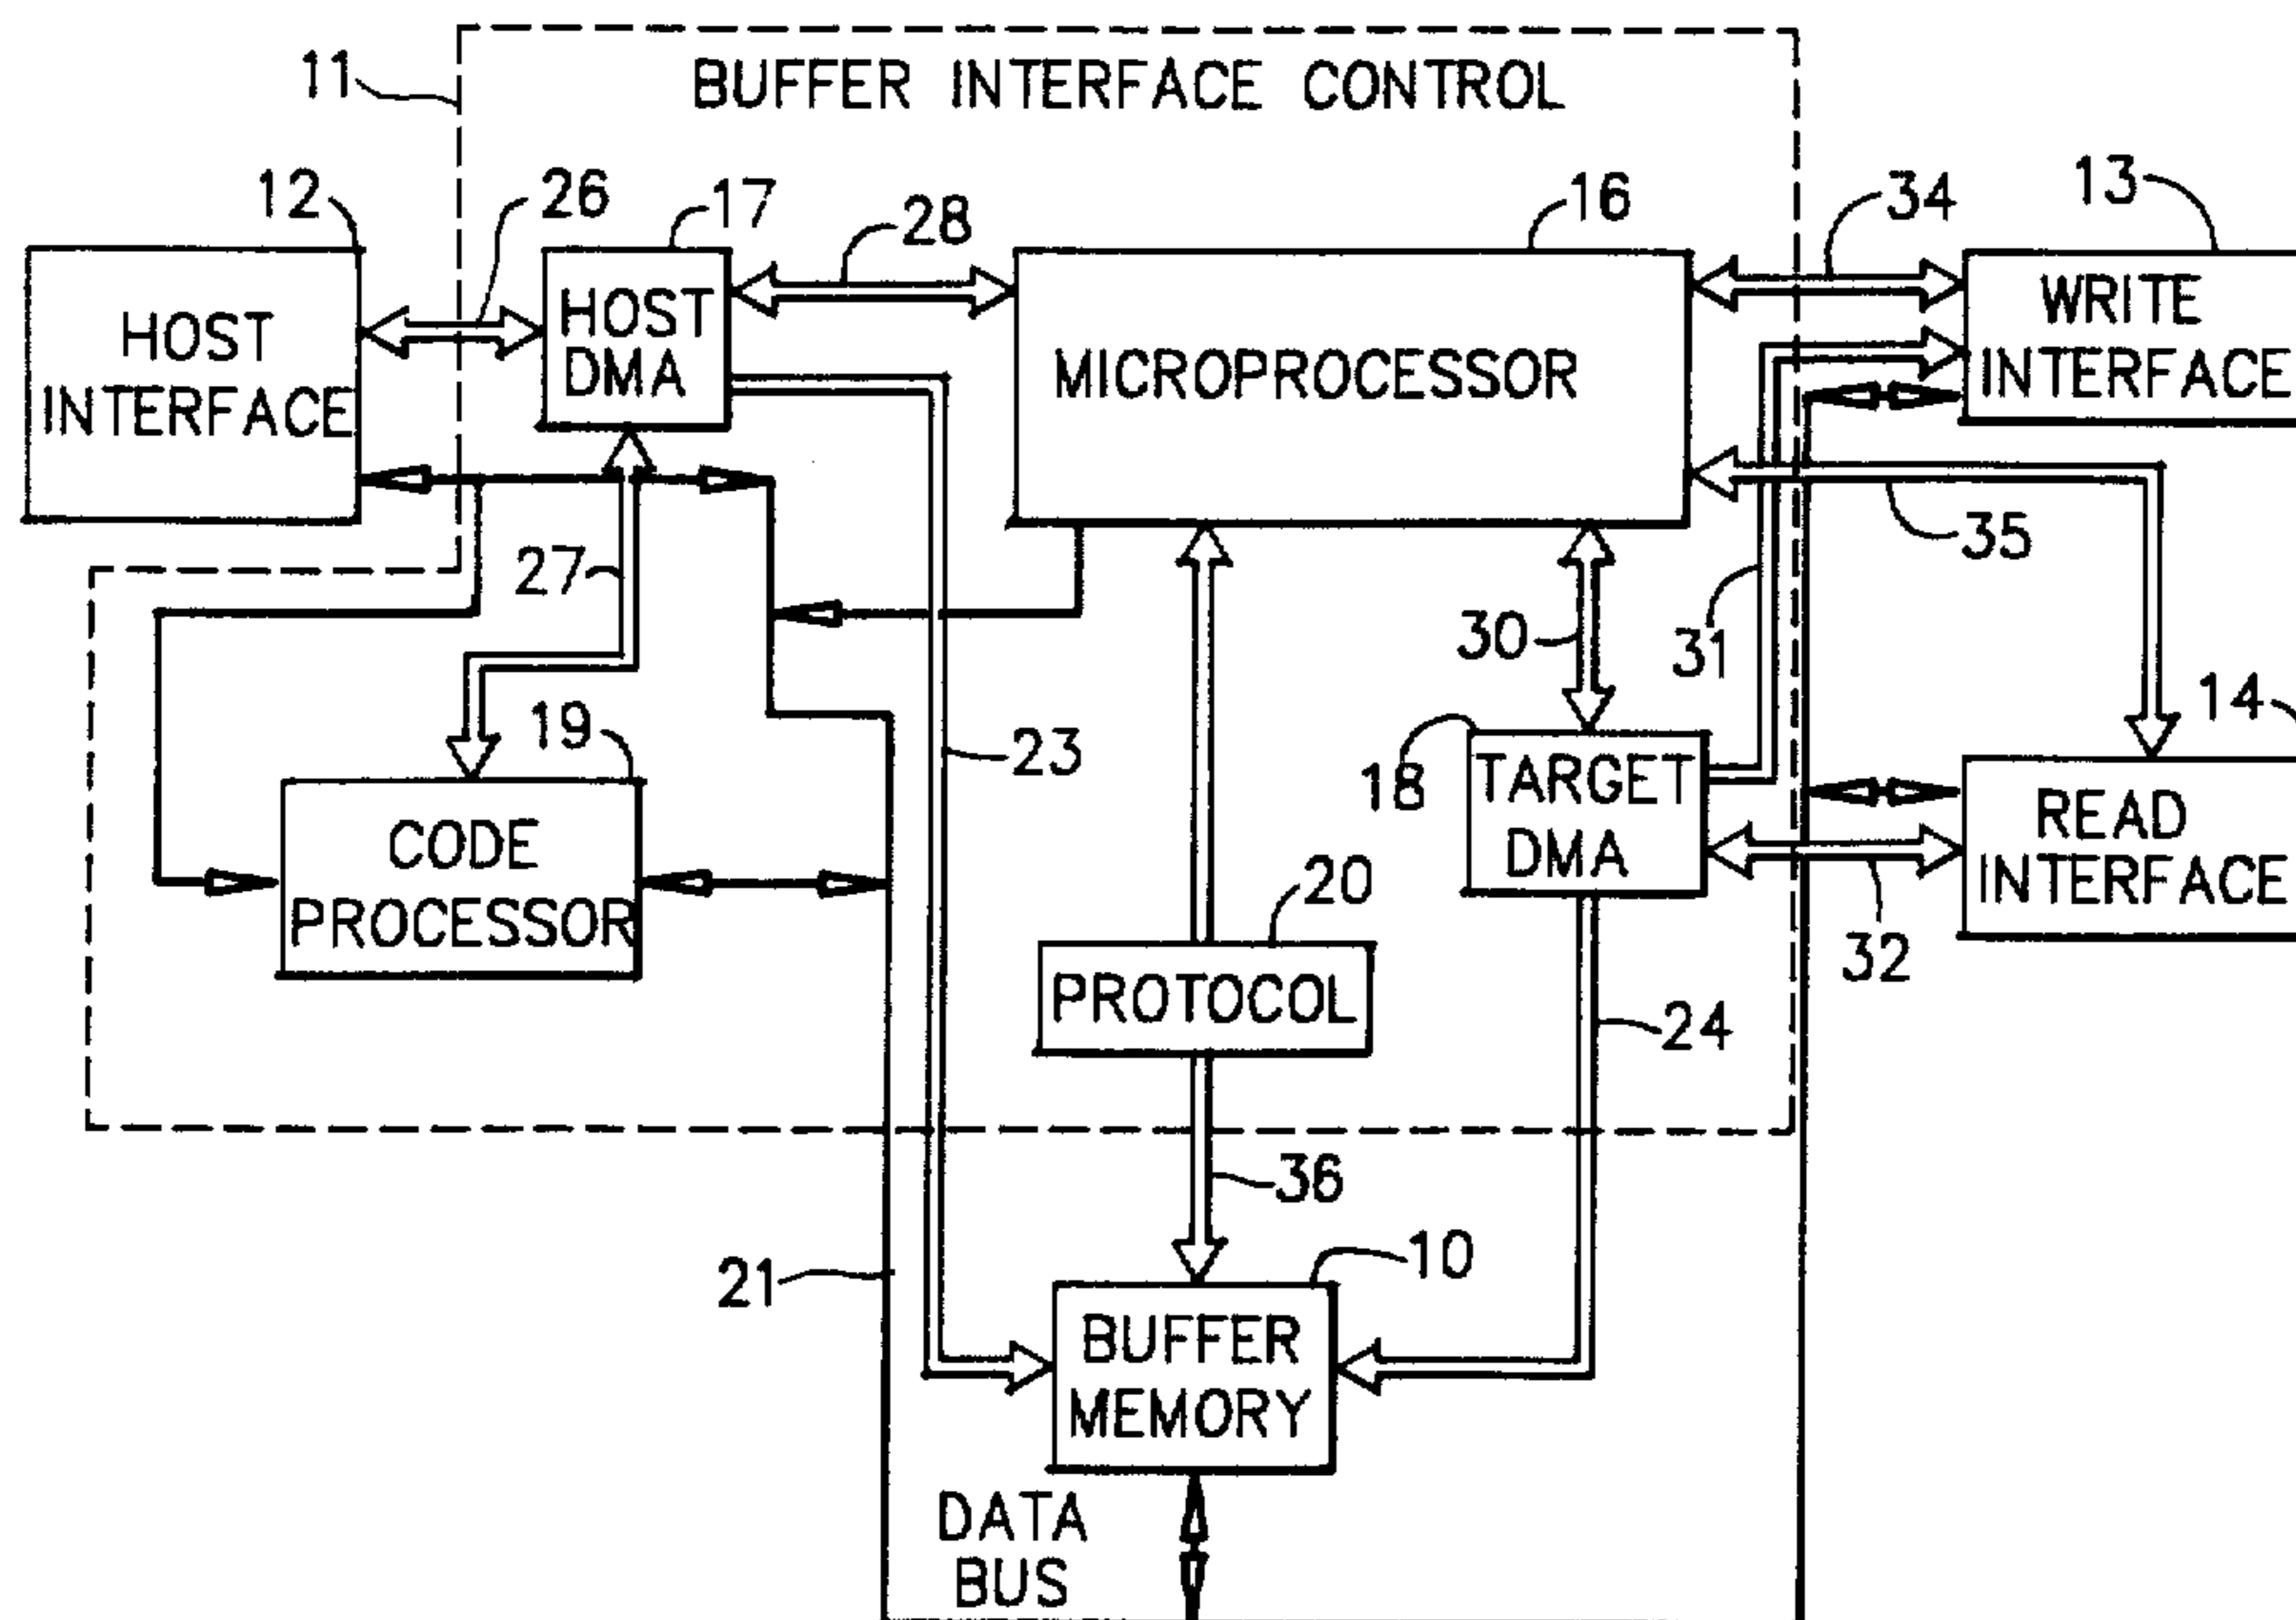 BUFFER INTERFACE CONTROL
11
12
26
17
28
16
34
13
HOST
INTERFACE
HOST
DMA
MICROPROCESSOR
WRITE
INTERFACE
27
35
30
31
14
19
23
18
TARGET
DMA
CODE
PROCESSOR
READ
INTERFACE
20
32
PROTOCOL
24
36
21
10
BUFFER
MEMORY
DATA
BUS